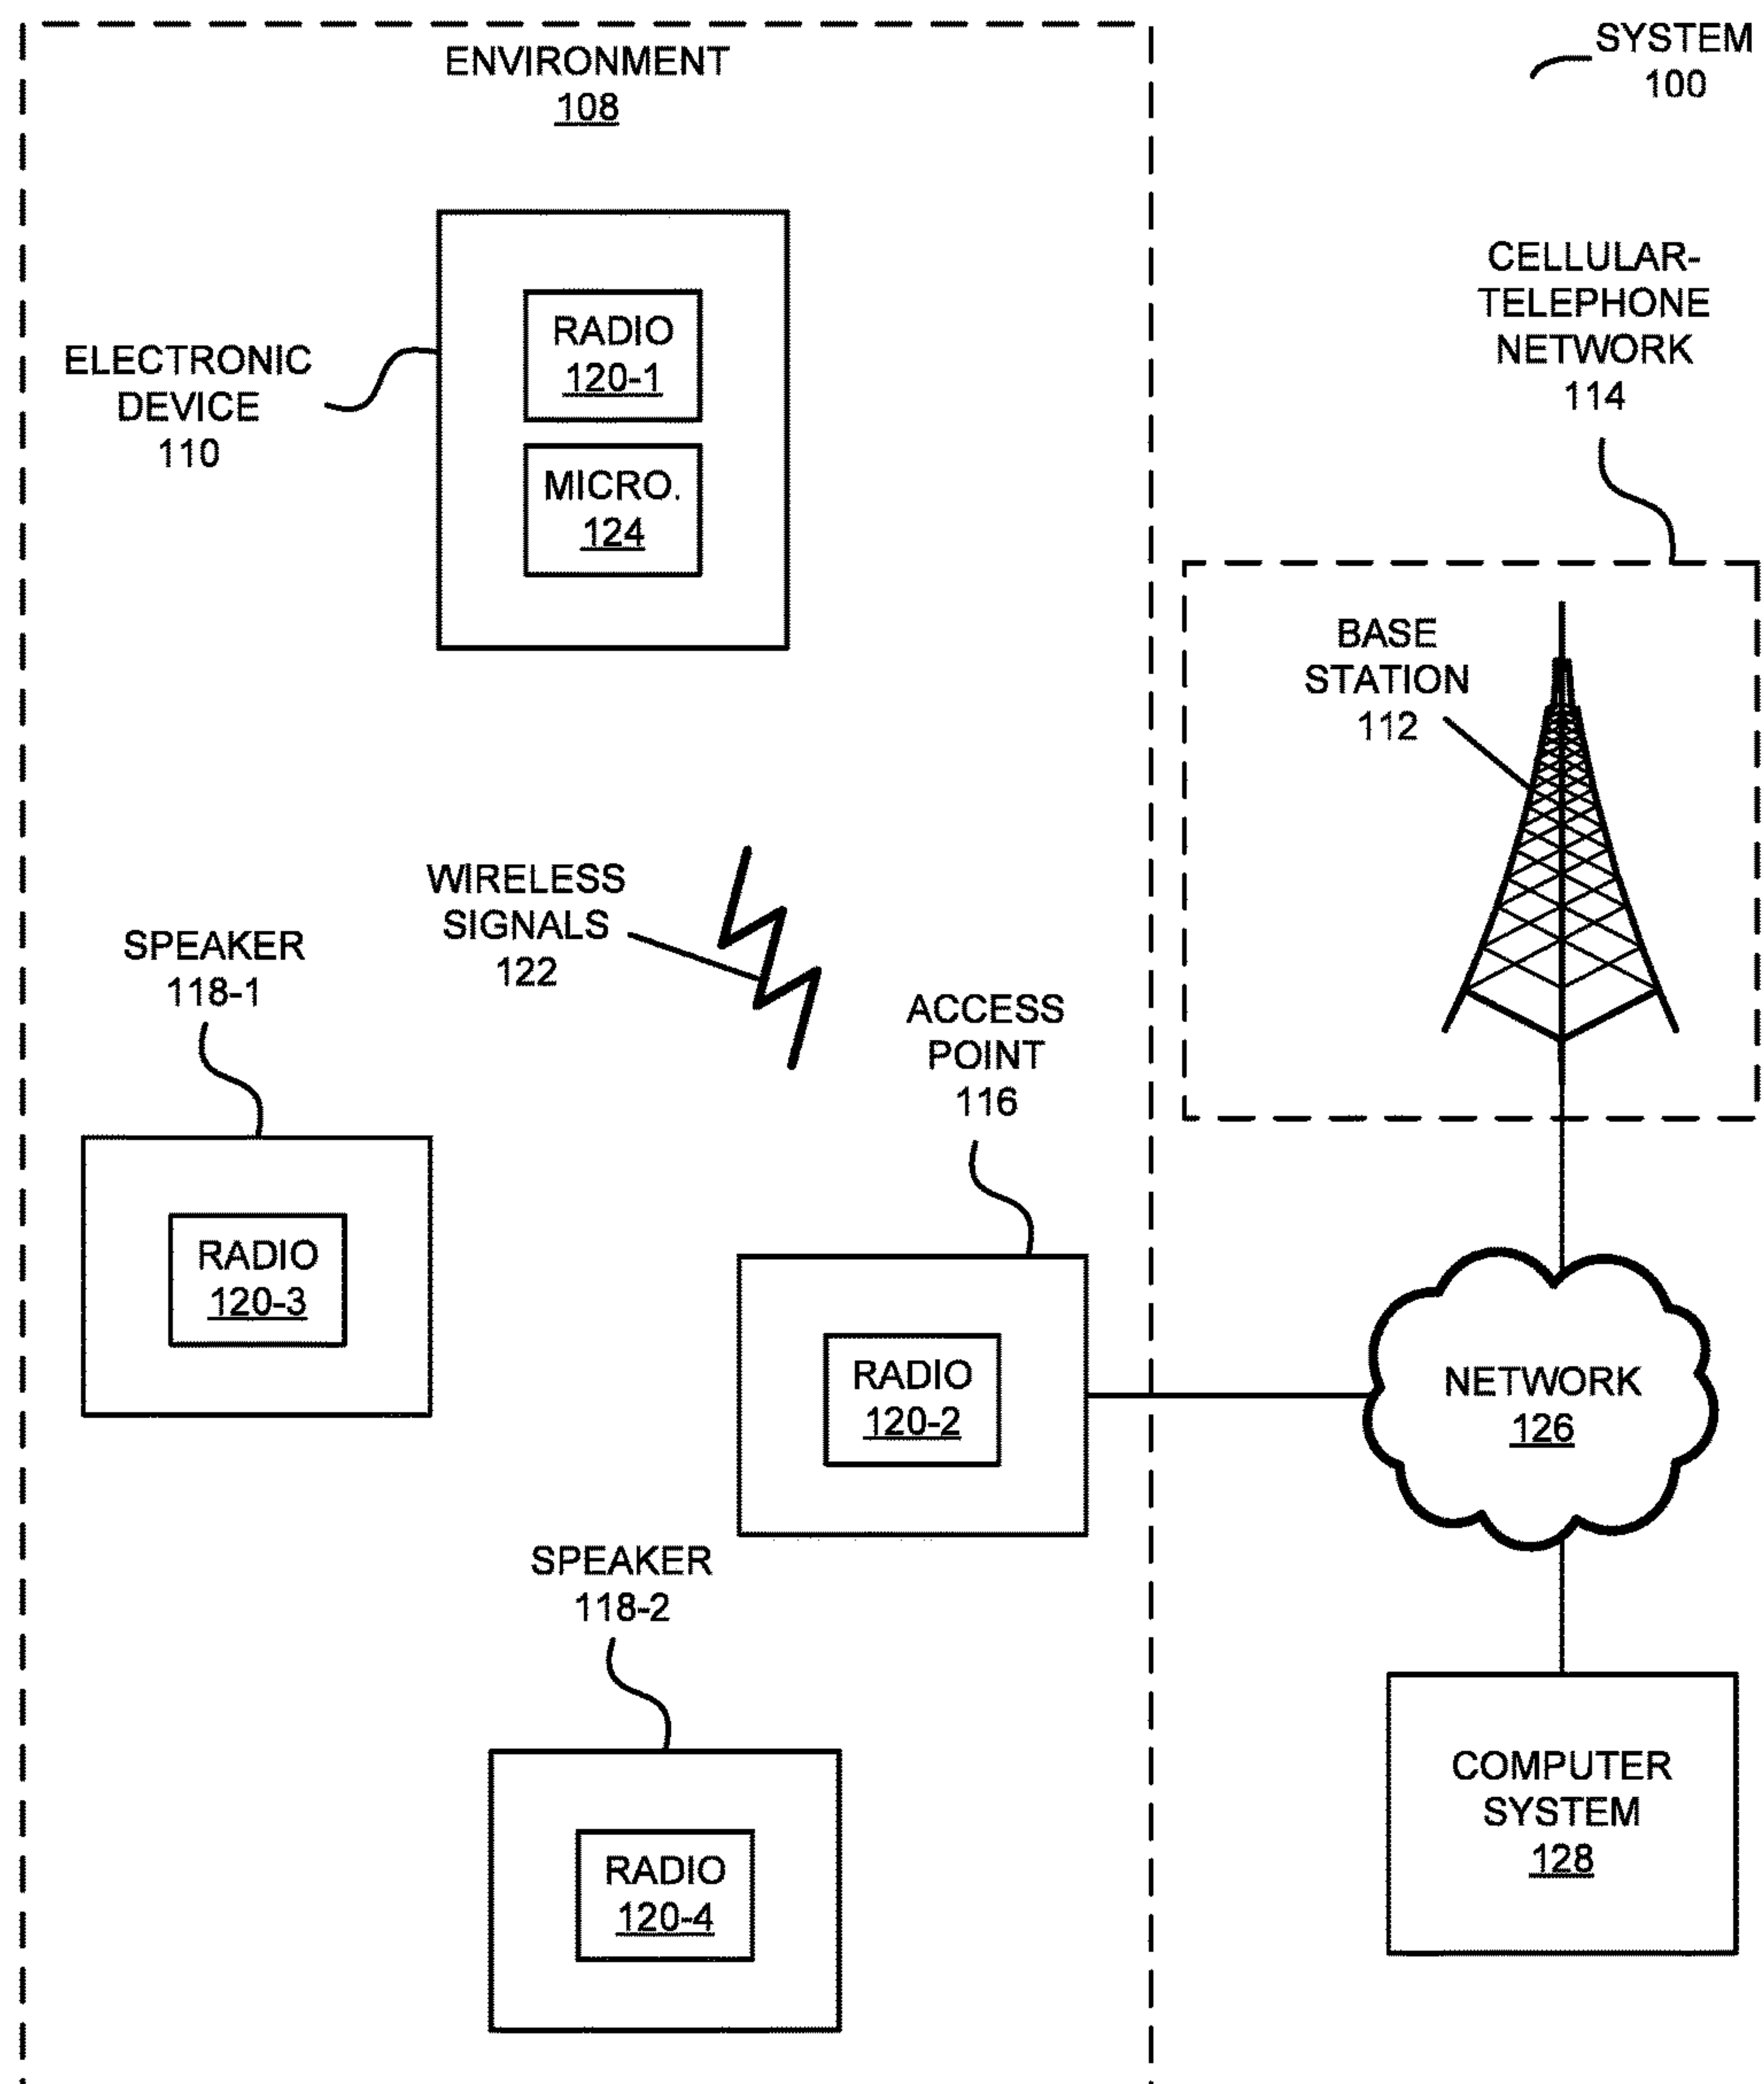 ENVIRONMENT
108
SYSTEM
100
ELECTRONIC
DEVICE
110
RADIO
120-1
MICRO.
124
CELLULAR-
TELEPHONE
NETWORK
114
BASE
STATION
112
WIRELESS
SIGNALS
122
SPEAKER
118-1
RADIO
120-3
ACCESS
POINT
116
RADIO
120-2
NETWORK
126
SPEAKER
118-2
RADIO
120-4
COMPUTER
SYSTEM
128